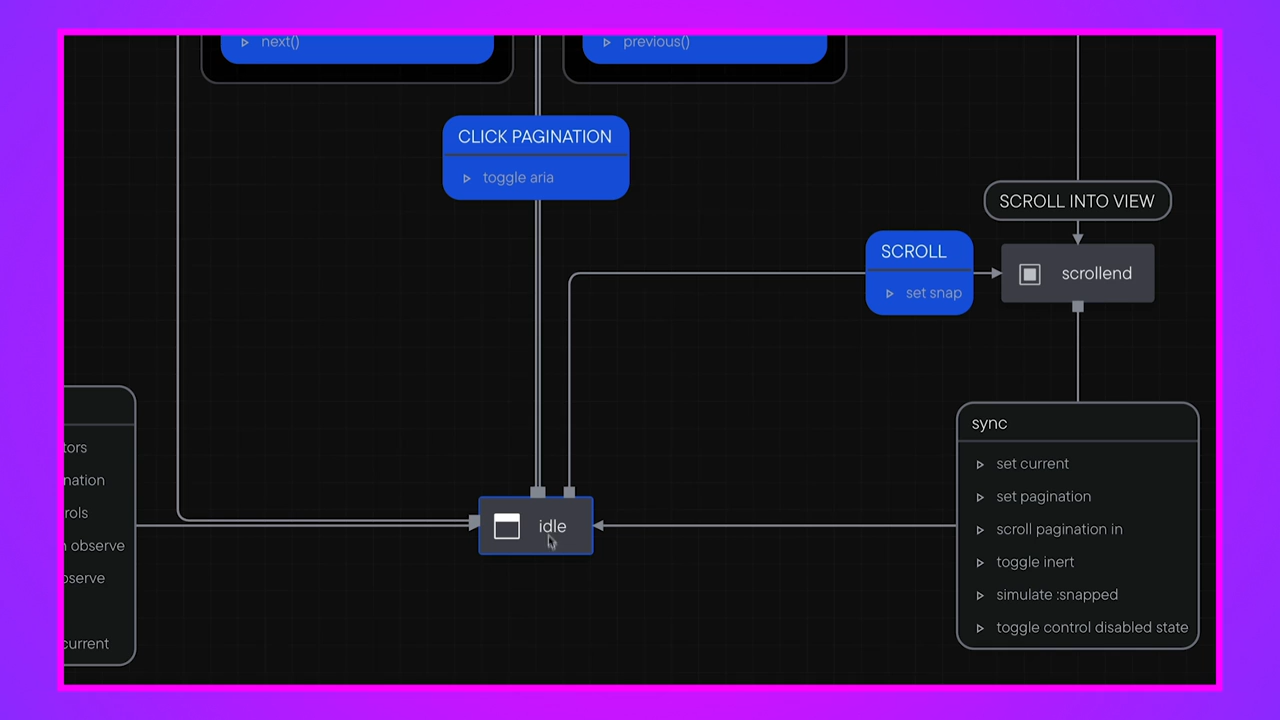 next()
previous()
CLICK PAGINATION
toggle aria
SCROLL INTO VIEW
SCROLL
set snap
scrollend
sync
set current
set pagination
scroll pagination in
toggle inert
simulate :snapped
toggle control disabled state
idle
tors
nation
rols
observe
bserve
current